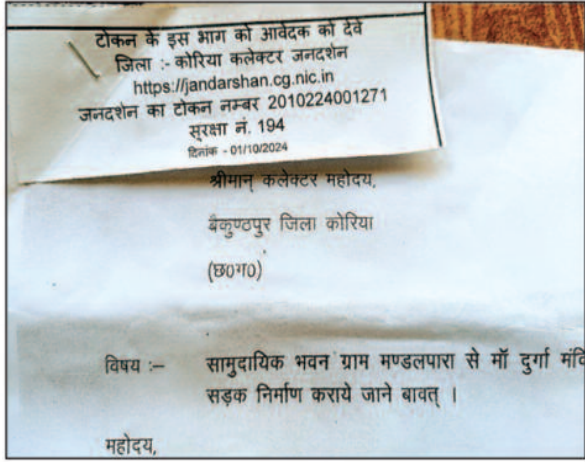 टोकन के इस भाग को आवेदक को देवे
जिला :- कोरिया कलेक्टर जनदर्शन
https://jandarshan.cg.nic.in
जनदर्शन का टोकन नम्बर 2010224001271
सुरक्षा नं. 194
दिनांक - 01/10/2024
श्रीमान् कलेक्टर महोदय,
बैकुण्ठपुर जिला कोरिया
(छ0ग0)
विषय :– सामुदायिक भवन ग्राम मण्डलपारा से माँ दुर्गा
सड़क निर्माण कराये जाने बावत् ।
महोदय,